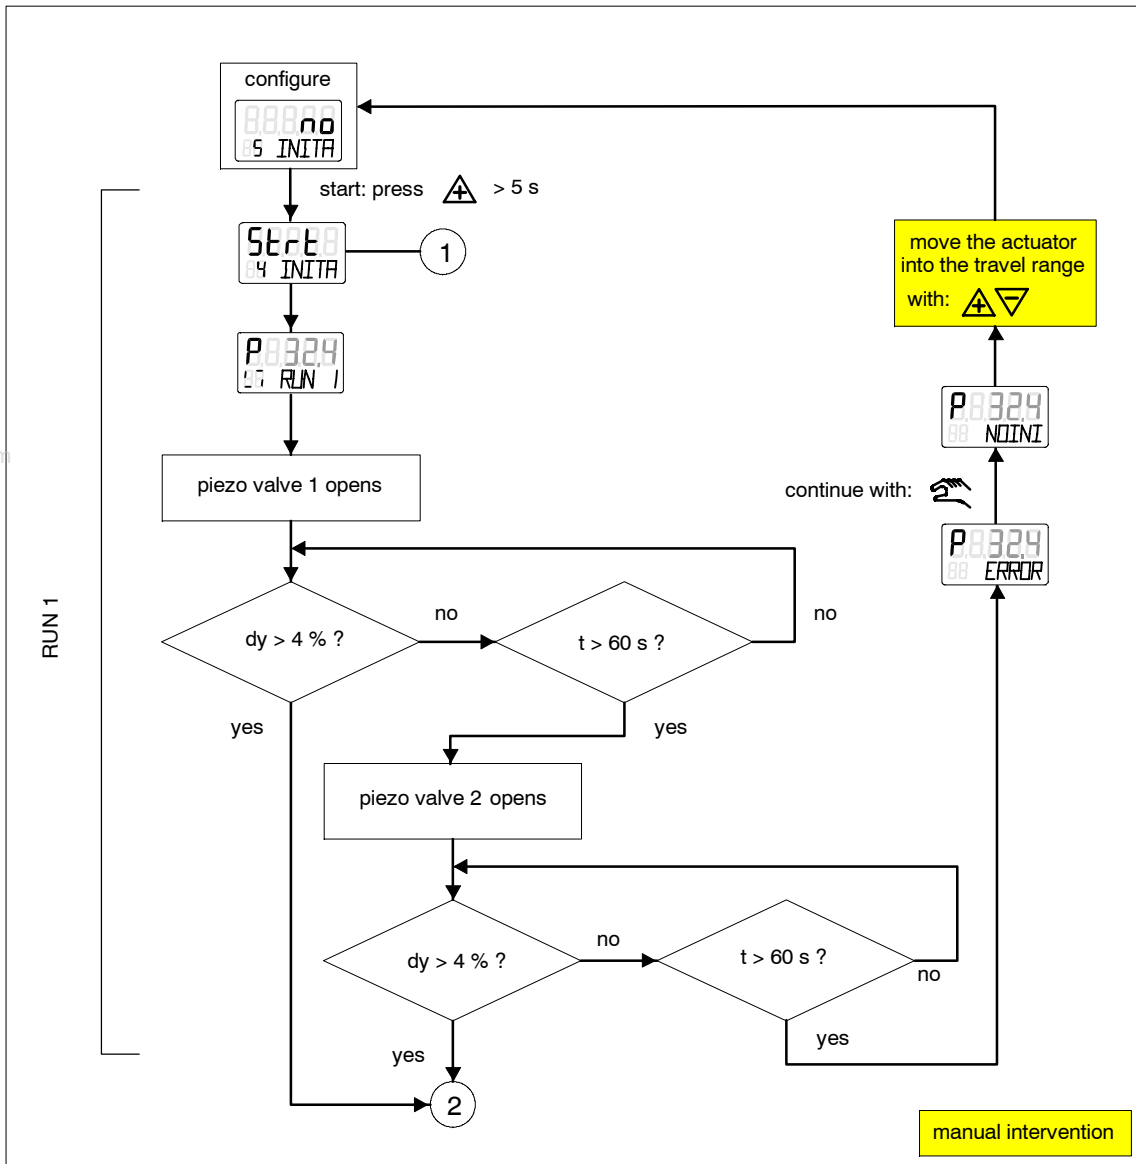 configure
no
5 INITA
start: press > 5 s
Strt
4 INITA
1
P 32.4
RUN 1
piezo valve 1 opens
RUN 1
dy > 4 % ?
no
t > 60 s ?
no
yes
yes
piezo valve 2 opens
dy > 4 % ?
no
t > 60 s ?
no
yes
yes
2
move the actuator
into the travel range
with:
P 32.4
NOINI
continue with:
P 32.4
ERROR
manual intervention